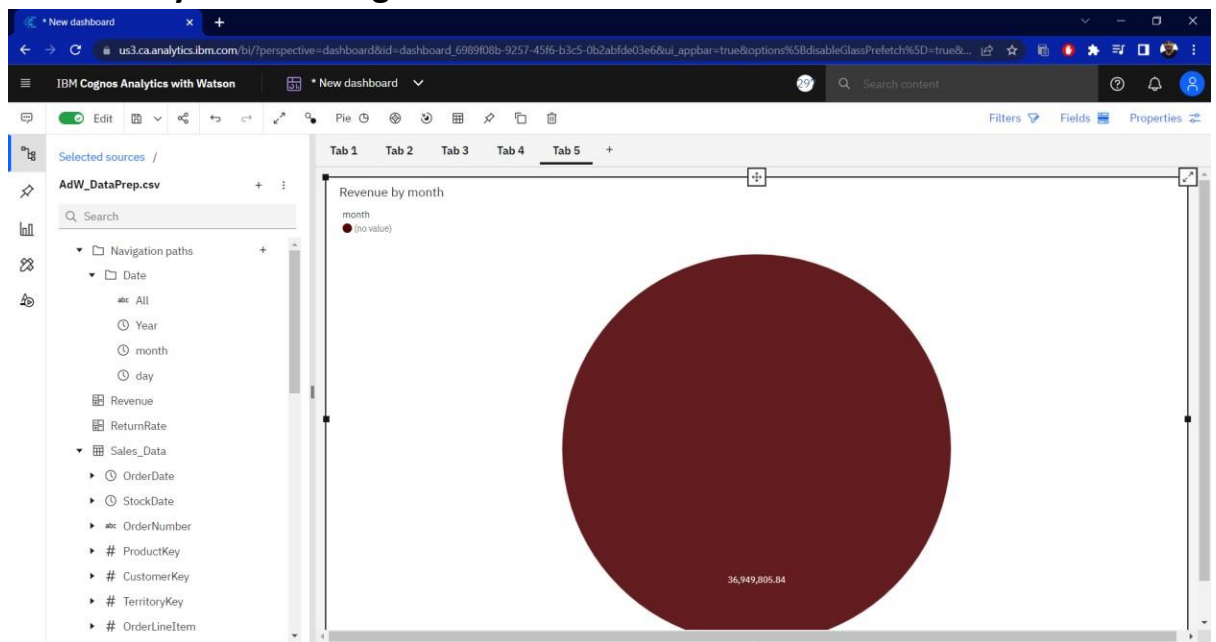 * New dashboard
us3.ca.analytics.ibm.com/bi/?perspective=dashboard&id=dashboard_6989f08b-9257-45f6-b3c5-0b2abfde03e6&ui_appbar=true&options%5BdisableGlassPrefetch%5D=true&...
IBM Cognos Analytics with Watson
* New dashboard
Search content
Edit
Pie
Filters
Fields
Properties
Selected sources /
Tab 1 Tab 2 Tab 3 Tab 4 Tab 5 +
AdW_DataPrep.csv
Revenue by month
Search
month
(no value)
Navigation paths
Date
abc All
Year
month
day
Revenue
ReturnRate
Sales_Data
OrderDate
StockDate
abc OrderNumber
# ProductKey
# CustomerKey
36,949,805.84
# TerritoryKey
# OrderLineItem